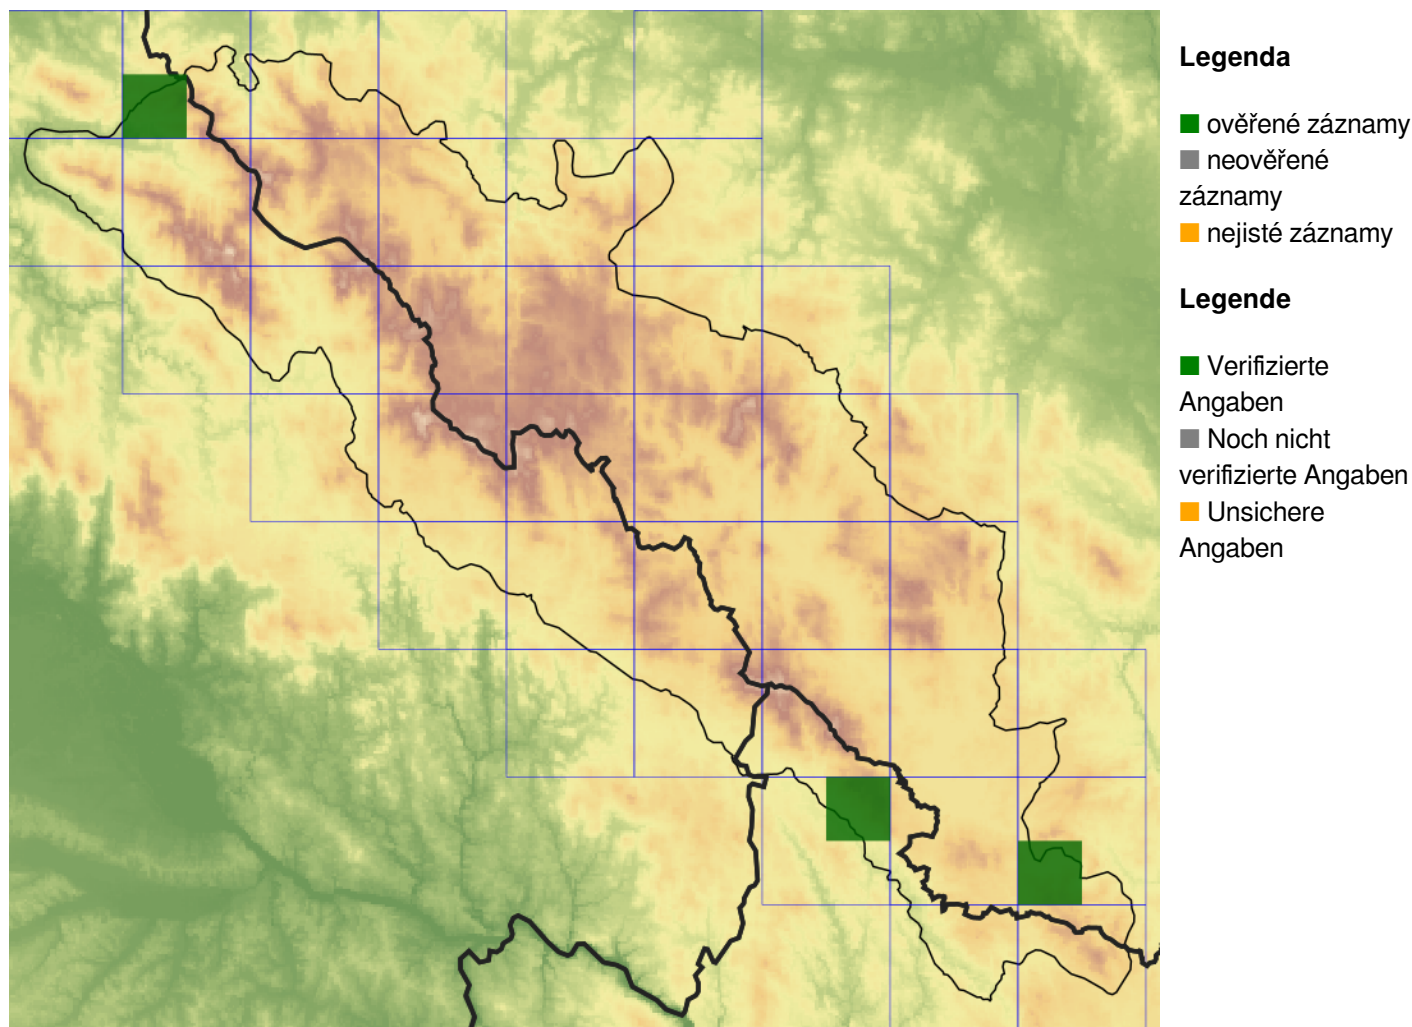 Legenda
ověřené záznamy
neověřené
záznamy
nejisté záznamy
Legende
Verifizierte
Angaben
Noch nicht
verifizierte Angaben
Unsichere
Angaben